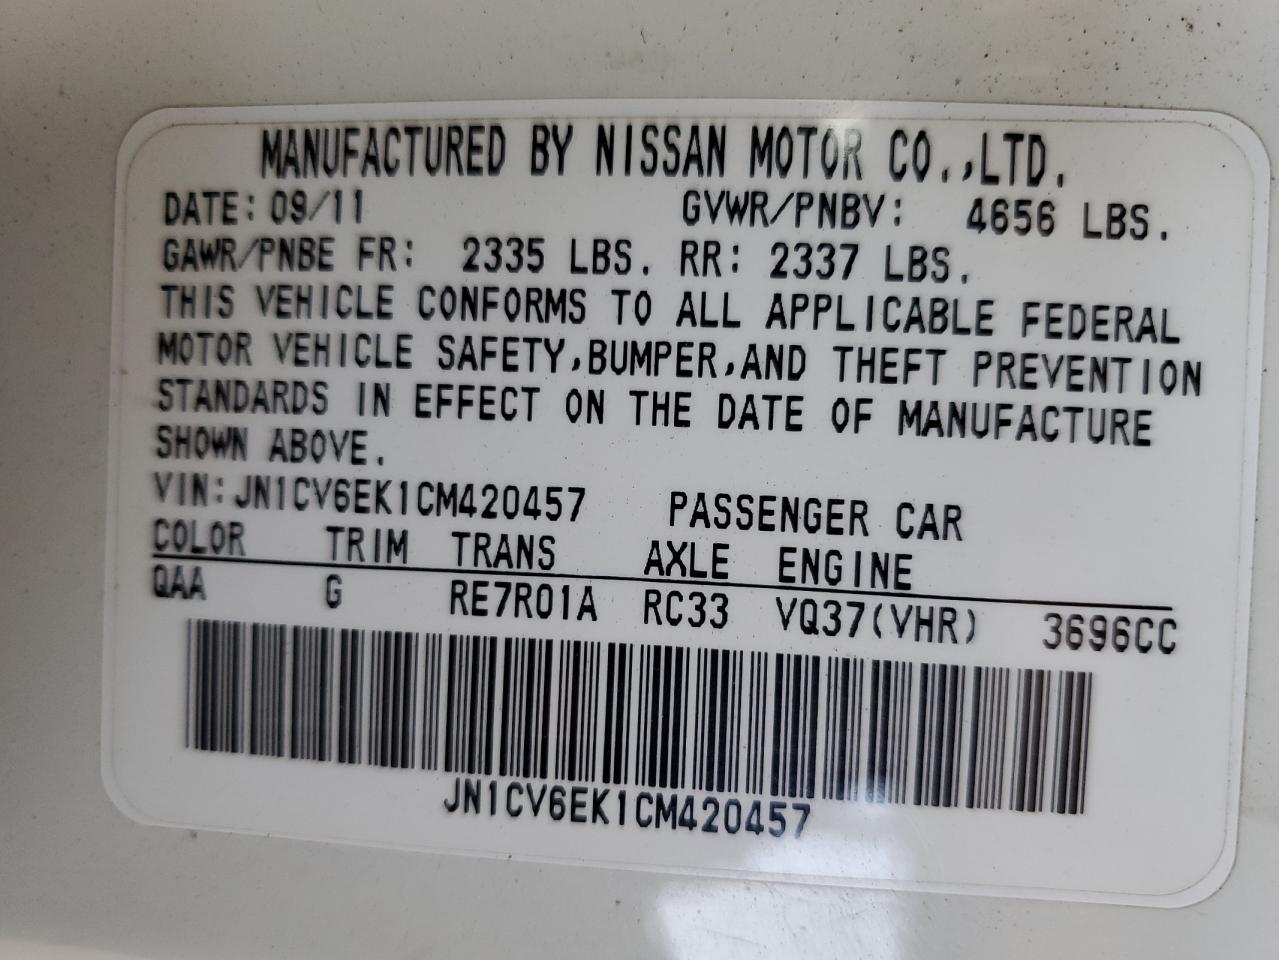 MANUFACTURED BY NISSAN MOTOR CO.,LTD.
DATE: 09/11 GVWR/PNBV: 4656 LBS.
GAWR/PNBE FR: 2335 LBS. RR: 2337 LBS.
THIS VEHICLE CONFORMS TO ALL APPLICABLE FEDERAL
MOTOR VEHICLE SAFETY,BUMPER,AND THEFT PREVENTION
STANDARDS IN EFFECT ON THE DATE OF MANUFACTURE
SHOWN ABOVE.
VIN: JN1CV6EK1CM420457 PASSENGER CAR
COLOR TRIM TRANS AXLE ENGINE
QAA G RE7R01A RC33 VQ37(VHR) 3696CC
JN1CV6EK1CM420457